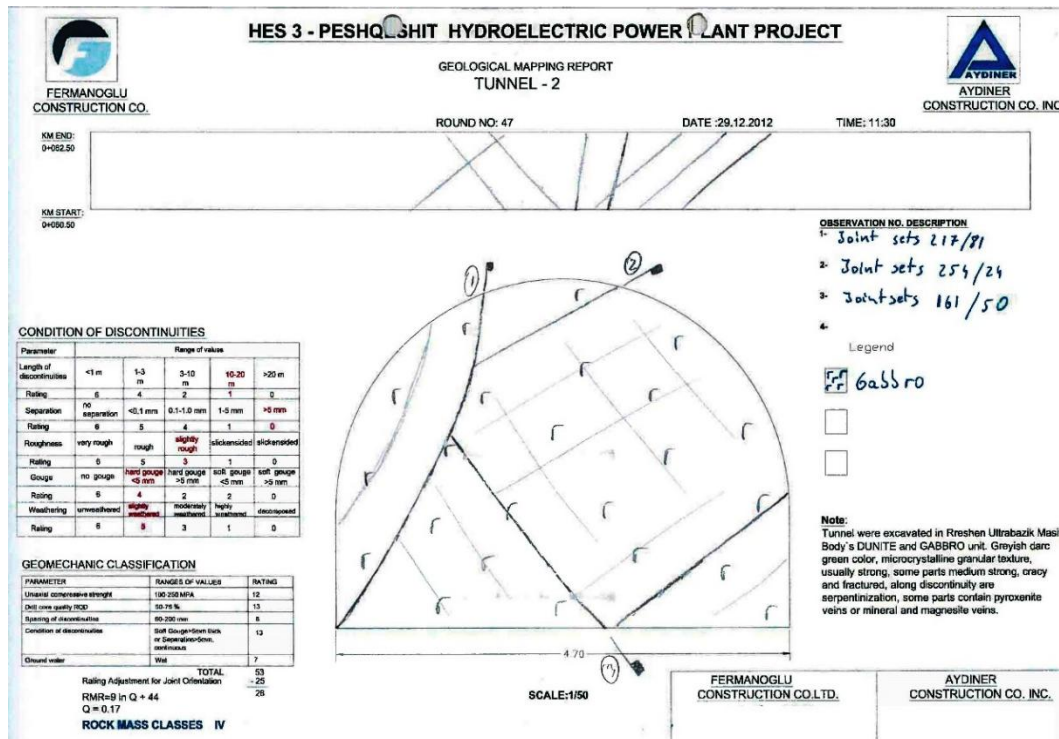 HES 3 - PESHQESHIT HYDROELECTRIC POWER PLANT PROJECT
FERMANOGLU
CONSTRUCTION CO.
GEOLOGICAL MAPPING REPORT
TUNNEL - 2
AYDINER
AYDINER
CONSTRUCTION CO. INC
ROUND NO: 47 DATE :29.12.2012 TIME: 11:30
KM END:
0+062.50
KM START:
0+060.50
OBSERVATION NO. DESCRIPTION
1- Joint sets 217/81
2- Joint sets 254/24
3- Joint sets 161/50
4-
Legend
Gabbro
1
2
3
CONDITION OF DISCONTINUITIES
Parameter Range of values
Length of discontinuities <1 m 1-3 m 3-10 m 10-20 m >20 m
Rating 6 4 2 1 0
Separation no separation <0.1 mm 0.1-1.0 mm 1-5 mm >5 mm
Rating 6 5 4 1 0
Roughness very rough rough slightly rough slickensided slickensided
Rating 6 5 3 1 0
Gouge no gouge hard gouge <5 mm hard gouge >5 mm soft gouge <5 mm soft gouge >5 mm
Rating 6 4 2 2 0
Weathering unweathered slightly weathered moderately weathered highly weathered decomposed
Rating 6 5 3 1 0
GEOMECHANIC CLASSIFICATION
PARAMETER RANGES OF VALUES RATING
Uniaxial compressive strenght 100-250 MPA 12
Drill core quality RQD 50-75 % 13
Spacing of discontinuities 60-200 mm 8
Condition of discontinuities Soft Gouge>5mm thick or Separation>5mm, continuous 13
Ground water Wet 7
TOTAL 53
Rating Adjustment for Joint Orientation - 25
28
RMR=9 ln Q + 44
Q = 0.17
ROCK MASS CLASSES IV
4.70
SCALE:1/50
Note:
Tunnel were excavated in Rreshen Ultrabazik Masi
Body`s DUNITE and GABBRO unit. Greyish darc
green color, microcrystalline granular texture,
usually strong, some parts medium strong, cracy
and fractured, along discontinuity are
serpentinization, some parts contain pyroxenite
veins or mineral and magnesite veins.
FERMANOGLU
CONSTRUCTION CO.LTD.
AYDINER
CONSTRUCTION CO. INC.